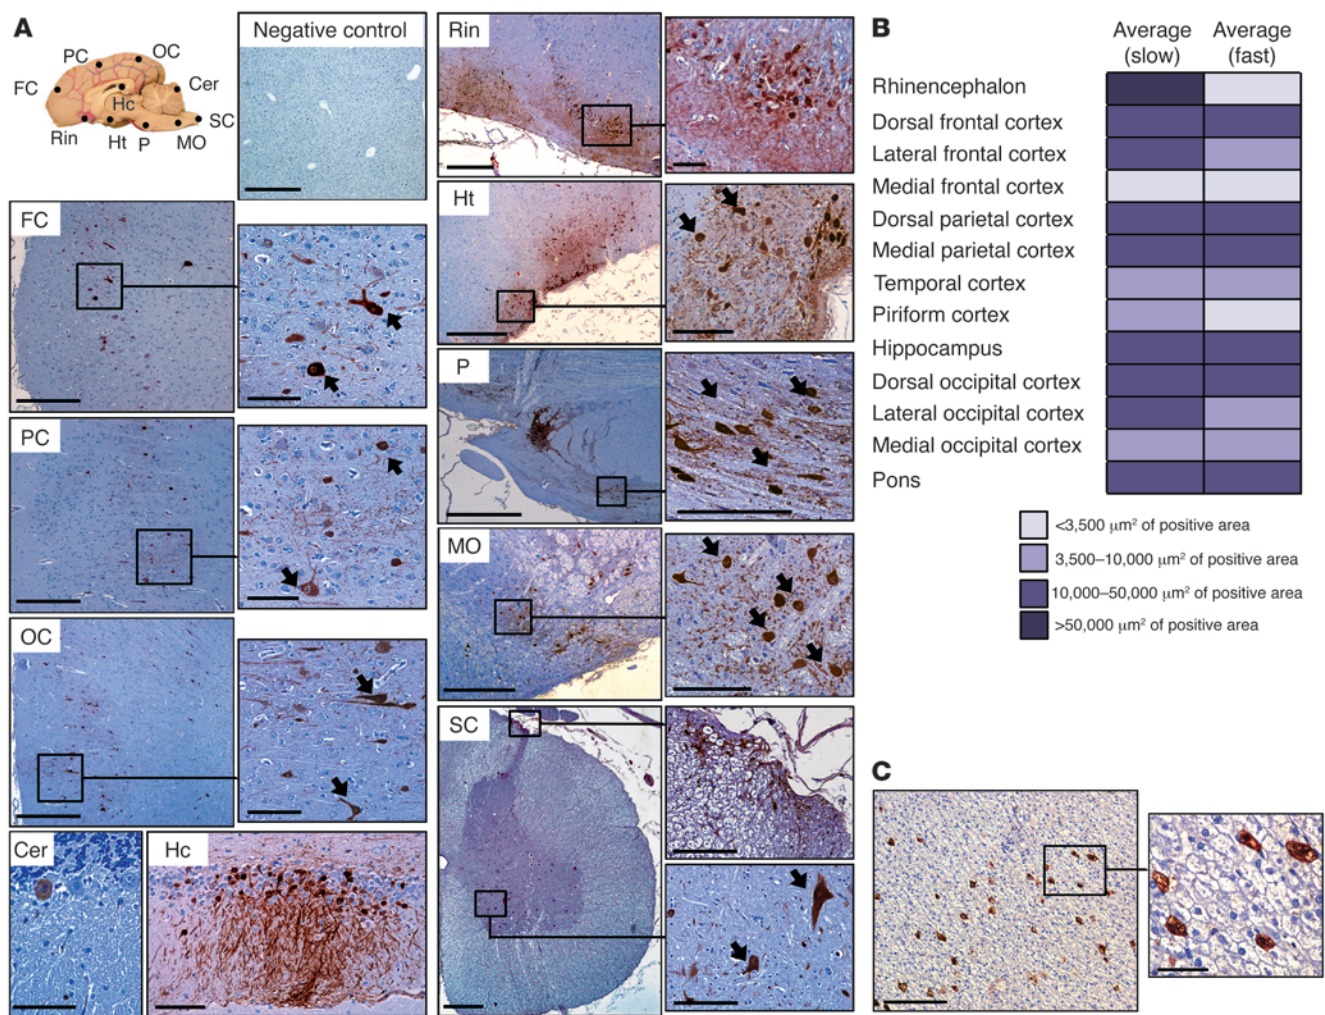 A
PC
OC
FC
Hc
Cer
SC
Rin
Ht
P
MO
Negative control
FC
PC
OC
Cer
Hc
Rin
Ht
P
MO
SC
B
Average (slow)
Average (fast)
Rhinencephalon
Dorsal frontal cortex
Lateral frontal cortex
Medial frontal cortex
Dorsal parietal cortex
Medial parietal cortex
Temporal cortex
Piriform cortex
Hippocampus
Dorsal occipital cortex
Lateral occipital cortex
Medial occipital cortex
Pons
<3,500 μm² of positive area
3,500–10,000 μm² of positive area
10,000–50,000 μm² of positive area
>50,000 μm² of positive area
C